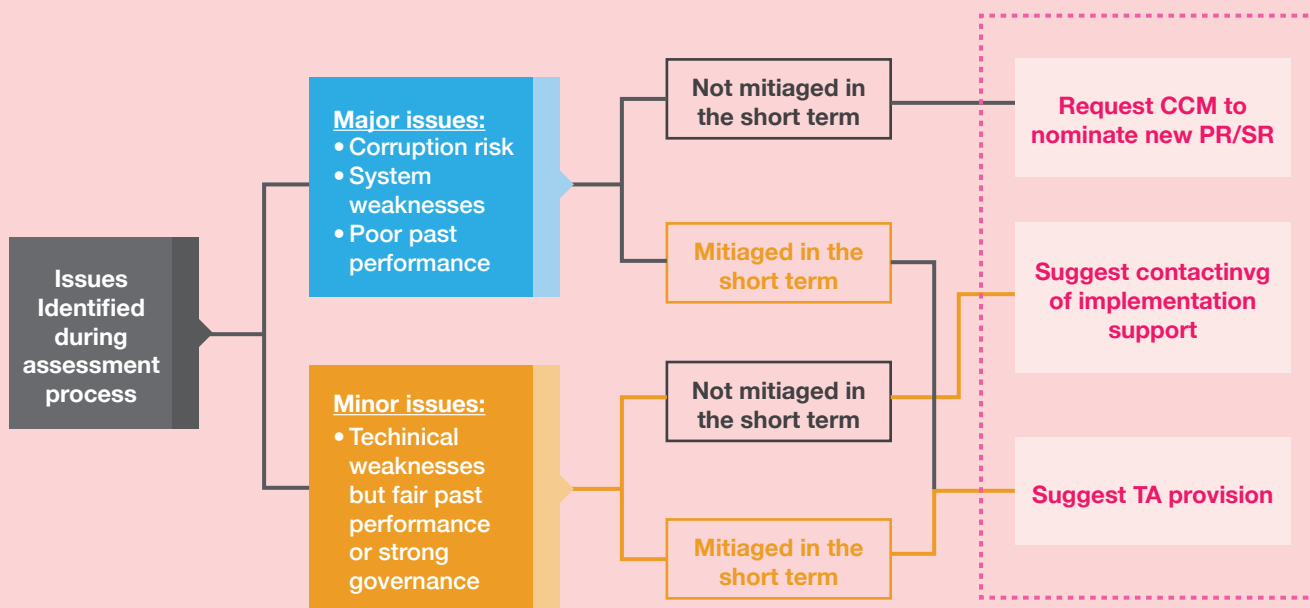 Issues
Identified
during
assessment
process
Major issues:
• Corruption risk
• System
weaknesses
• Poor past
performance
Minor issues:
• Techinical
weaknesses
but fair past
performance
or strong
governance
Not mitiaged in
the short term
Mitiaged in the
short term
Not mitiaged in
the short term
Mitiaged in the
short term
Request CCM to
nominate new PR/SR
Suggest contactinvg
of implementation
support
Suggest TA provision